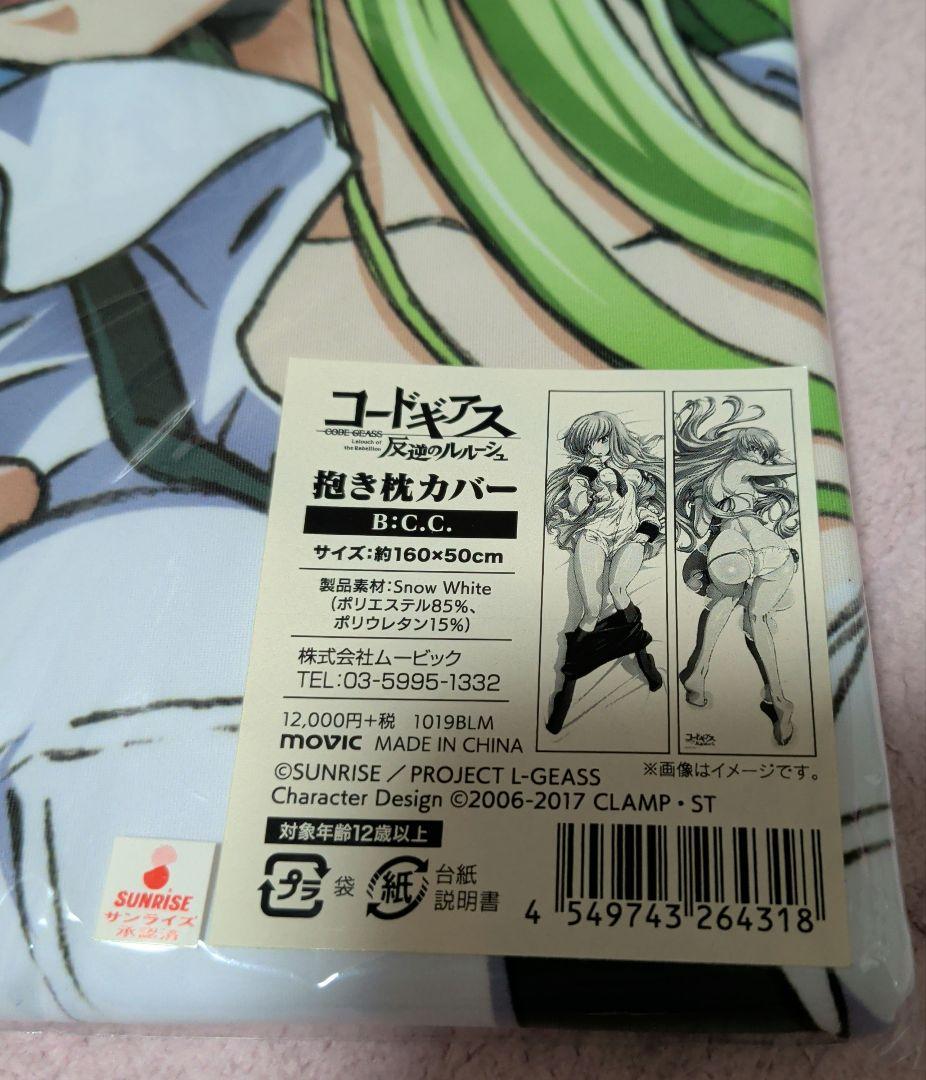 コードギアス
CODE GEASS
Lelouch of
the Rebellion
反逆のルルーシュ
抱き枕カバー
B:C.C.
サイズ:約160×50cm
製品素材:Snow White
(ポリエステル85%、
ポリウレタン15%)
株式会社ムービック
TEL:03-5995-1332
12,000円+税 1019BLM
movic MADE IN CHINA
©SUNRISE/PROJECT L-GEASS
Character Design ©2006-2017 CLAMP・ST
コードギアス
※画像はイメージです。
対象年齢12歳以上
プラ 袋
紙 台紙
説明書
4 549743 264318
SUNRISE
サンライズ
承認済